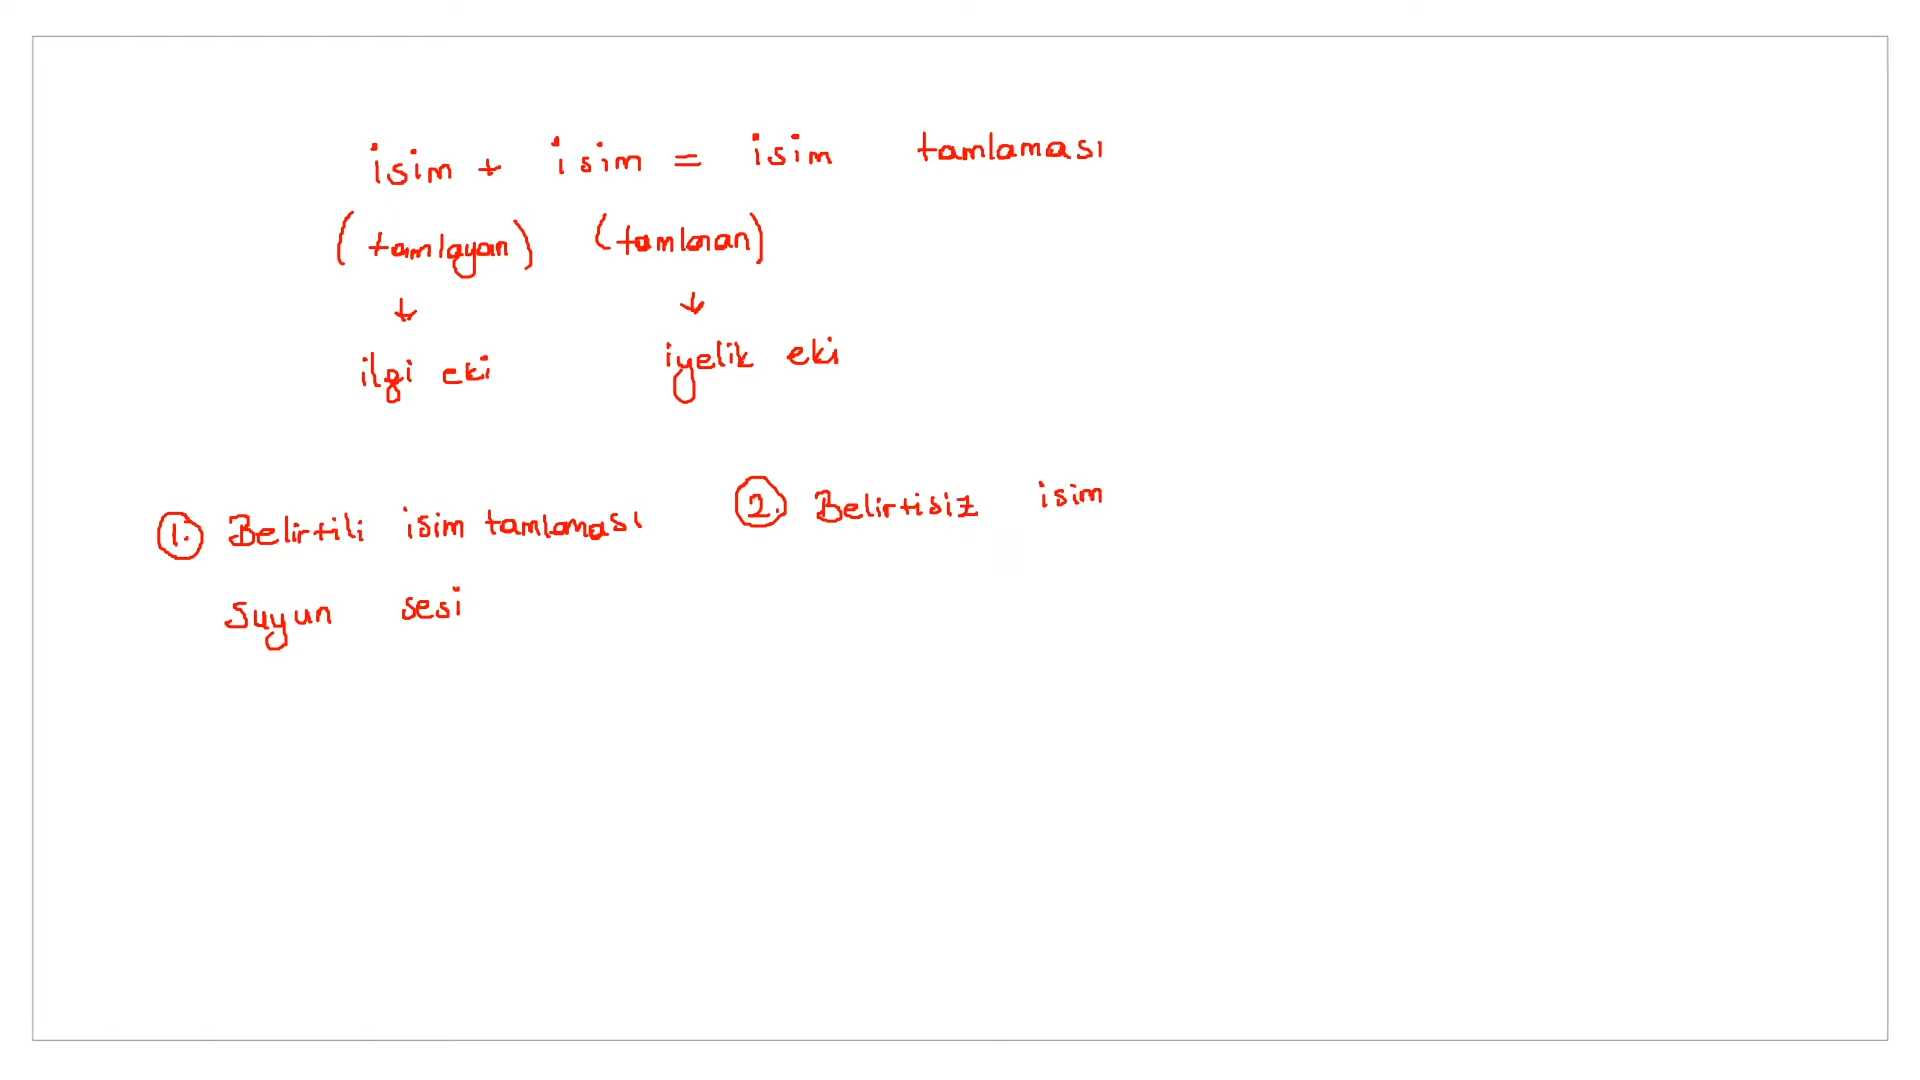 isim + isim = isim tamlaması
(tamlayan) (tamlanan)
↓ ↓
ilgi eki iyelik eki
1. Belirtili isim tamlaması 2. Belirtisiz isim
Suyun sesi